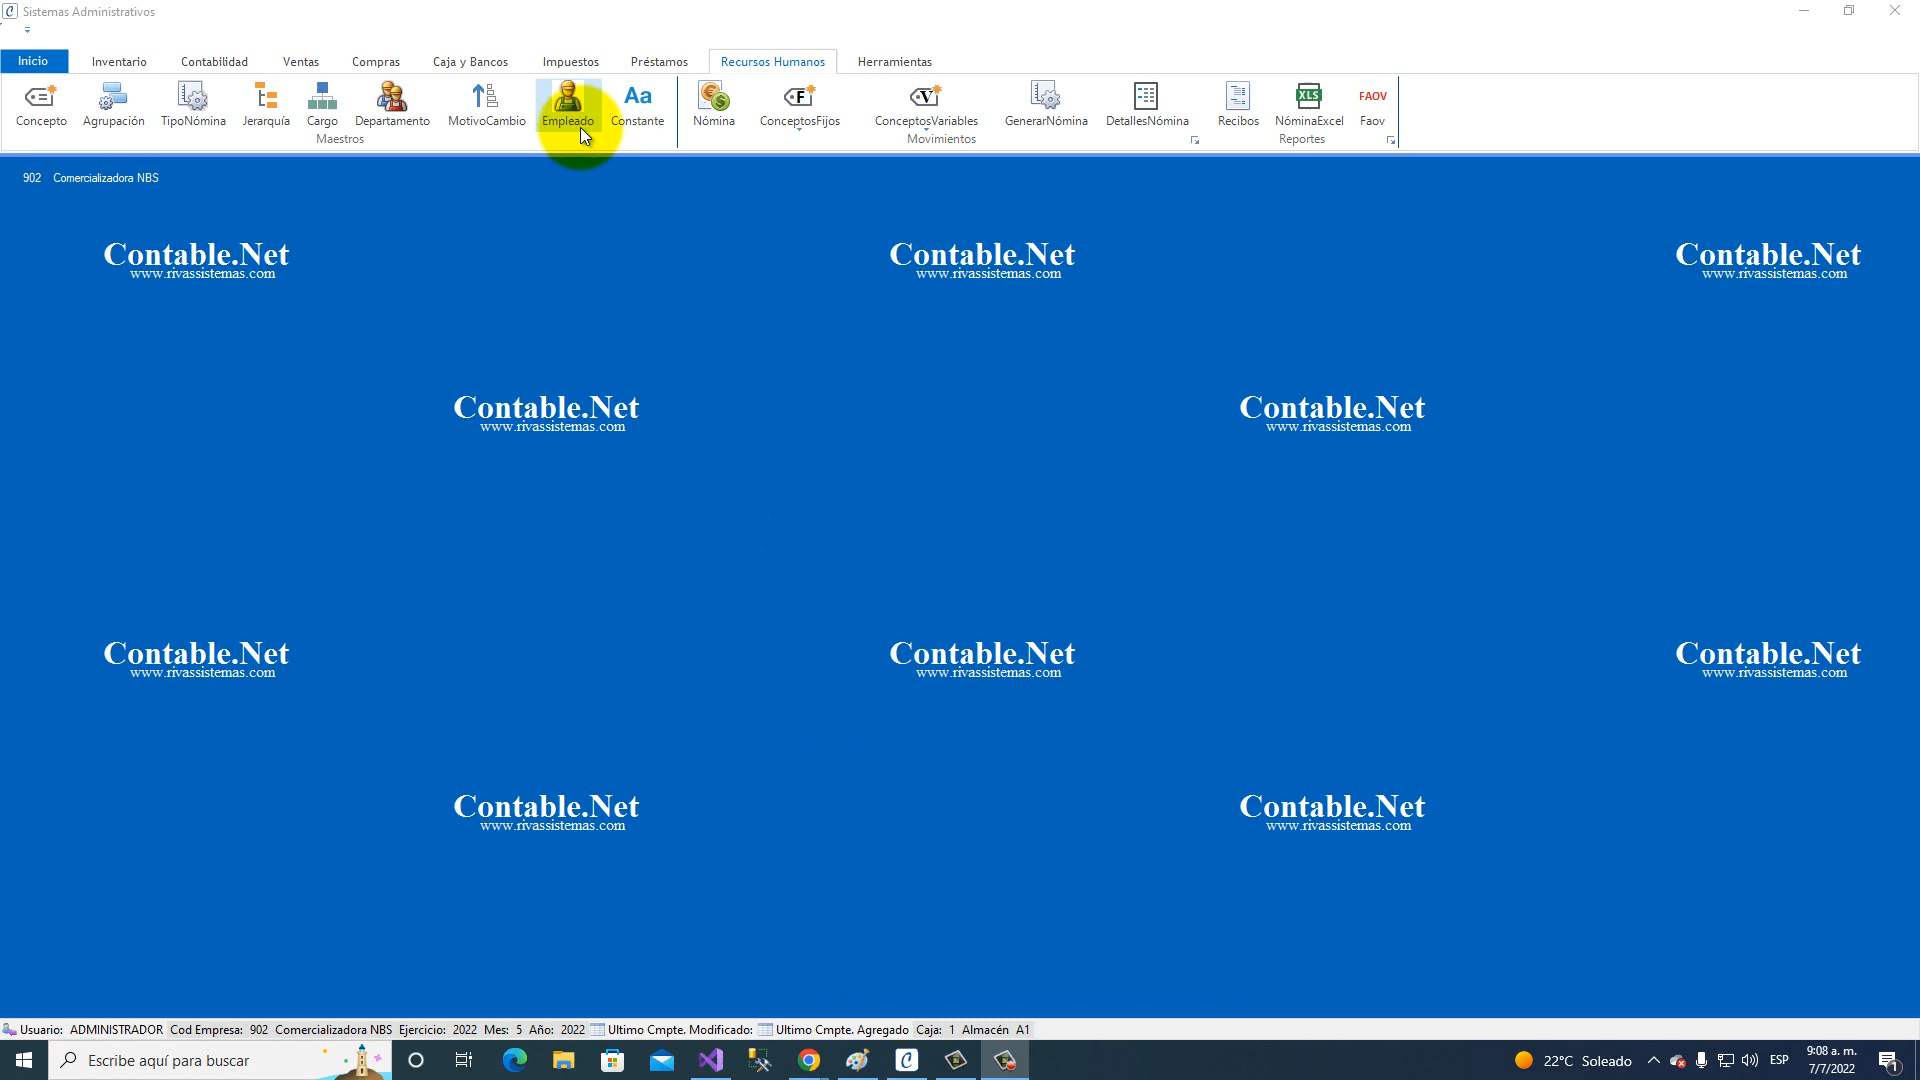 Sistemas Administrativos
Inicio Inventario Contabilidad Ventas Compras Caja y Bancos Impuestos Préstamos Recursos Humanos Herramientas
Aa F V XLS FAOV
Concepto Agrupación TipoNómina Jerarquía Cargo Departamento MotivoCambio Empleado Constante Nómina ConceptosFijos ConceptosVariables GenerarNómina DetallesNómina Recibos NóminaExcel Faov
Maestros Movimientos Reportes
902 Comercializadora NBS
Contable.Net Contable.Net Contable.Net
www.rivassistemas.com www.rivassistemas.com www.rivassistemas.com
Contable.Net Contable.Net
www.rivassistemas.com www.rivassistemas.com
Contable.Net Contable.Net Contable.Net
www.rivassistemas.com www.rivassistemas.com www.rivassistemas.com
Contable.Net Contable.Net
www.rivassistemas.com www.rivassistemas.com
Usuario: ADMINISTRADOR Cod Empresa: 902 Comercializadora NBS Ejercicio: 2022 Mes: 5 Año: 2022 Ultimo Cmpte. Modificado: Ultimo Cmpte. Agregado Caja: 1 Almacén A1
Escribe aquí para buscar 22°C Soleado ESP 9:08 a. m.
7/7/2022 1